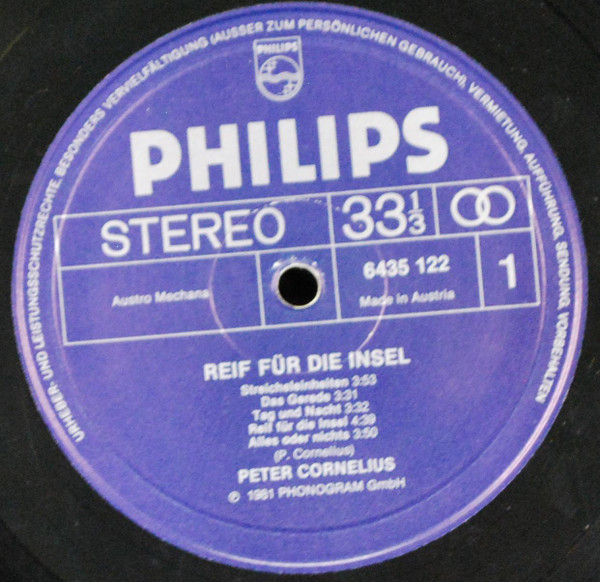 URHEBER- UND LEISTUNGSSCHUTZRECHTE, BESONDERS VERVIELFÄLTIGUNG (AUSSER ZUM PERSÖNLICHEN GEBRAUCH), VERMIETUNG, AUFFÜHRUNG, SENDUNG, VORBEHALTEN
PHILIPS
PHILIPS
STEREO
33 1/3
Austro Mechana
6435 122
Made in Austria
1
REIF FÜR DIE INSEL
Streicheleinheiten 3:53
Das Gerede 3:31
Tag und Nacht 3:32
Reif für die Insel 4:39
Alles oder nichts 3:50
(P. Cornelius)
PETER CORNELIUS
℗ 1981 PHONOGRAM GmbH